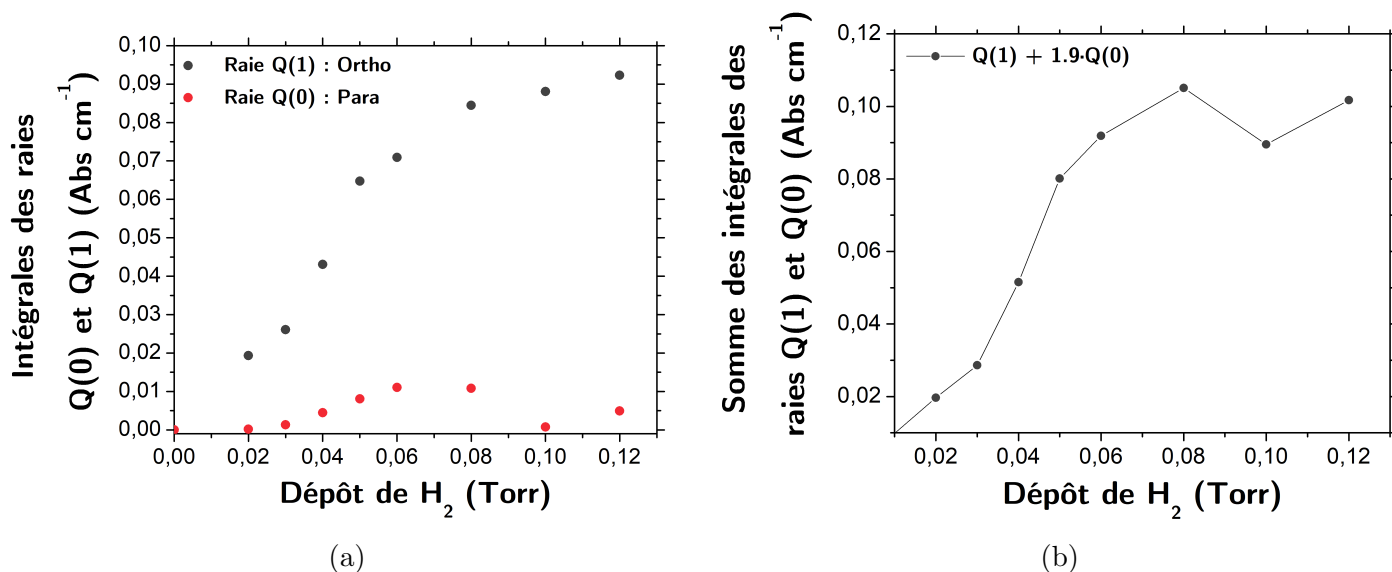 Intégrales des raies
Q(0) et Q(1) (Abs cm-1)
0,10
0,09
0,08
0,07
0,06
0,05
0,04
0,03
0,02
0,01
0,00
Raie Q(1) : Ortho
Raie Q(0) : Para
0,00 0,02 0,04 0,06 0,08 0,10 0,12
Dépôt de H2 (Torr)
(a)
Somme des intégrales des
raies Q(1) et Q(0) (Abs cm-1)
0,12
0,10
0,08
0,06
0,04
0,02
Q(1) + 1.9·Q(0)
0,02 0,04 0,06 0,08 0,10 0,12
Dépôt de H2 (Torr)
(b)